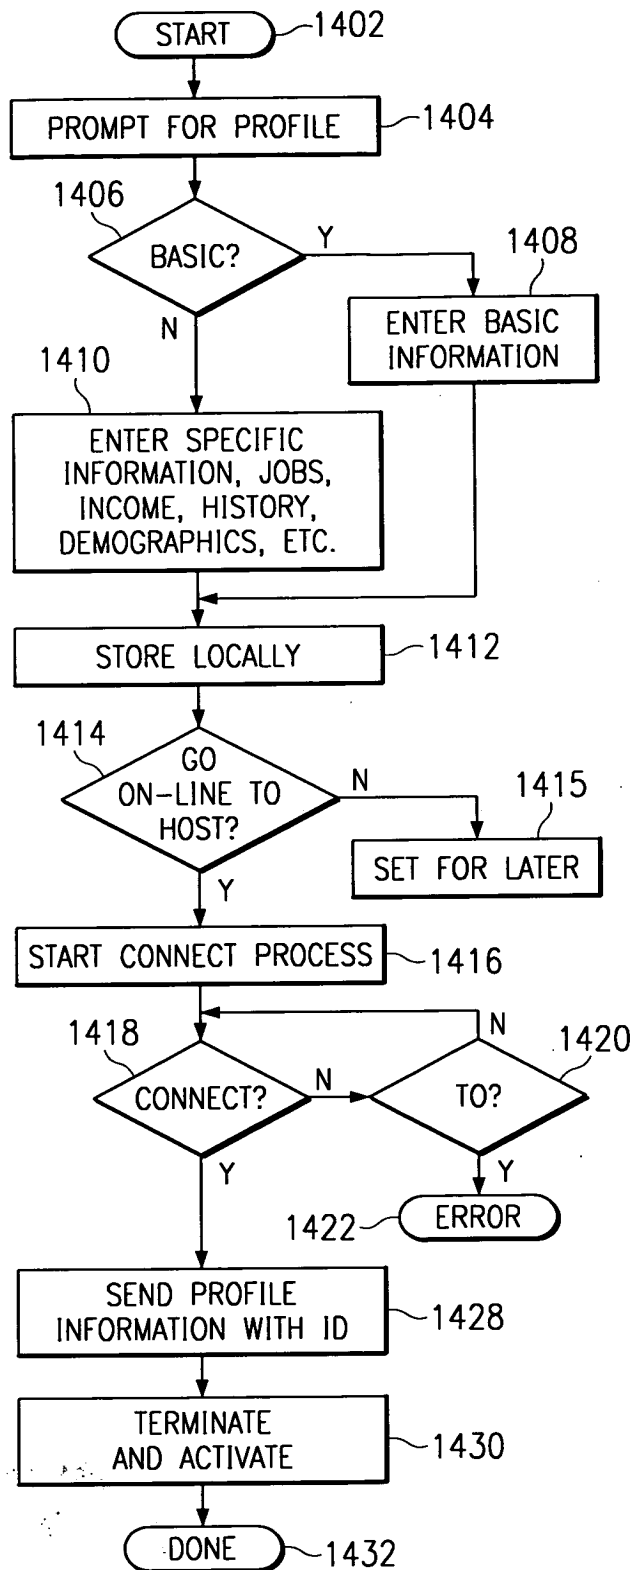 START
1402
PROMPT FOR PROFILE
1404
1406
BASIC?
Y
N
1408
ENTER BASIC
INFORMATION
1410
ENTER SPECIFIC
INFORMATION, JOBS,
INCOME, HISTORY,
DEMOGRAPHICS, ETC.
STORE LOCALLY
1412
1414
GO
ON-LINE TO
HOST?
N
Y
1415
SET FOR LATER
START CONNECT PROCESS
1416
1418
CONNECT?
N
Y
1420
TO?
N
Y
1422
ERROR
SEND PROFILE
INFORMATION WITH ID
1428
TERMINATE
AND ACTIVATE
1430
DONE
1432